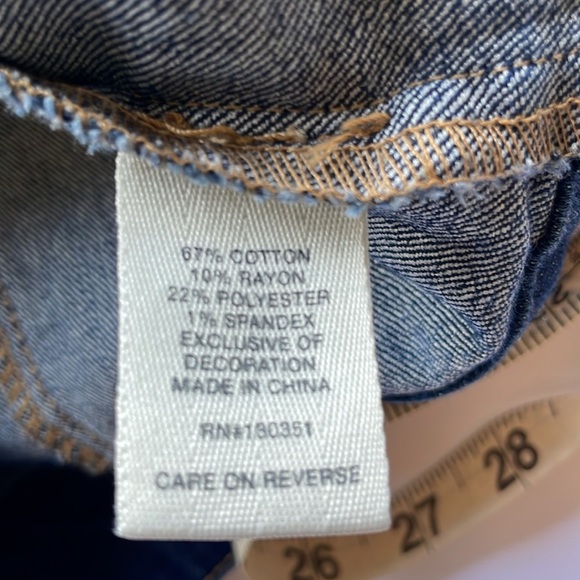 67% COTTON
10% RAYON
22% POLYESTER
1% SPANDEX
EXCLUSIVE OF
DECORATION
MADE IN CHINA
RN#180351
CARE ON REVERSE
26 27 28